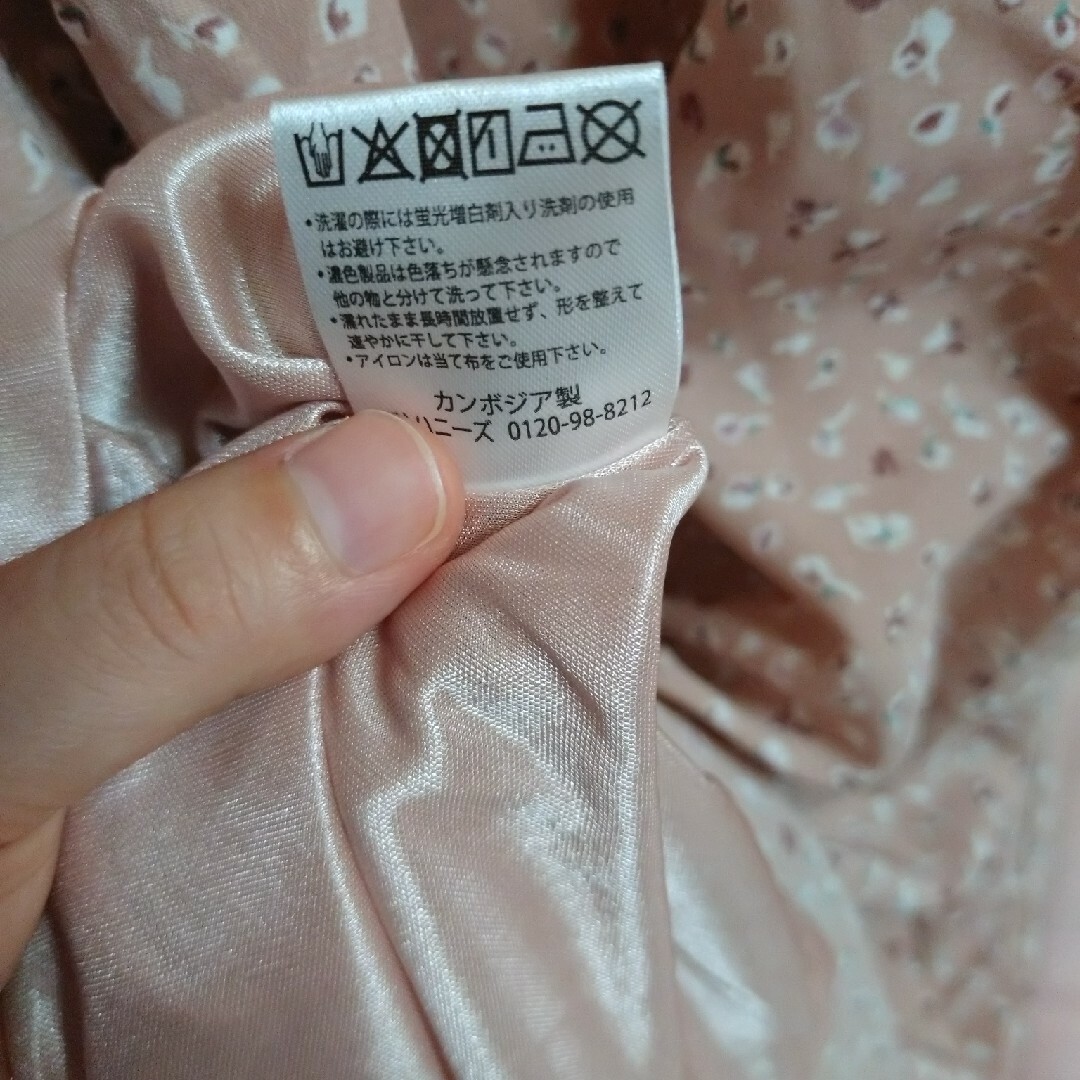 ・洗濯の際には蛍光増白剤入り洗剤の使用
はお避け下さい。
・濃色製品は色落ちが懸念されますので
他の物と分けて洗って下さい。
・濡れたまま長時間放置せず、形を整えて
速やかに干して下さい。
・アイロンは当て布をご使用下さい。
カンボジア製
ハニーズ 0120-98-8212